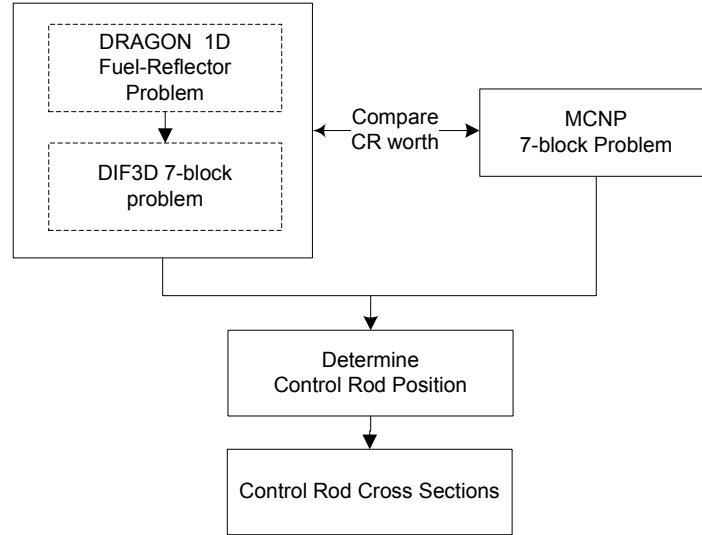 DRAGON 1D
Fuel-Reflector
Problem
DIF3D 7-block
problem
Compare
CR worth
MCNP
7-block Problem
Determine
Control Rod Position
Control Rod Cross Sections